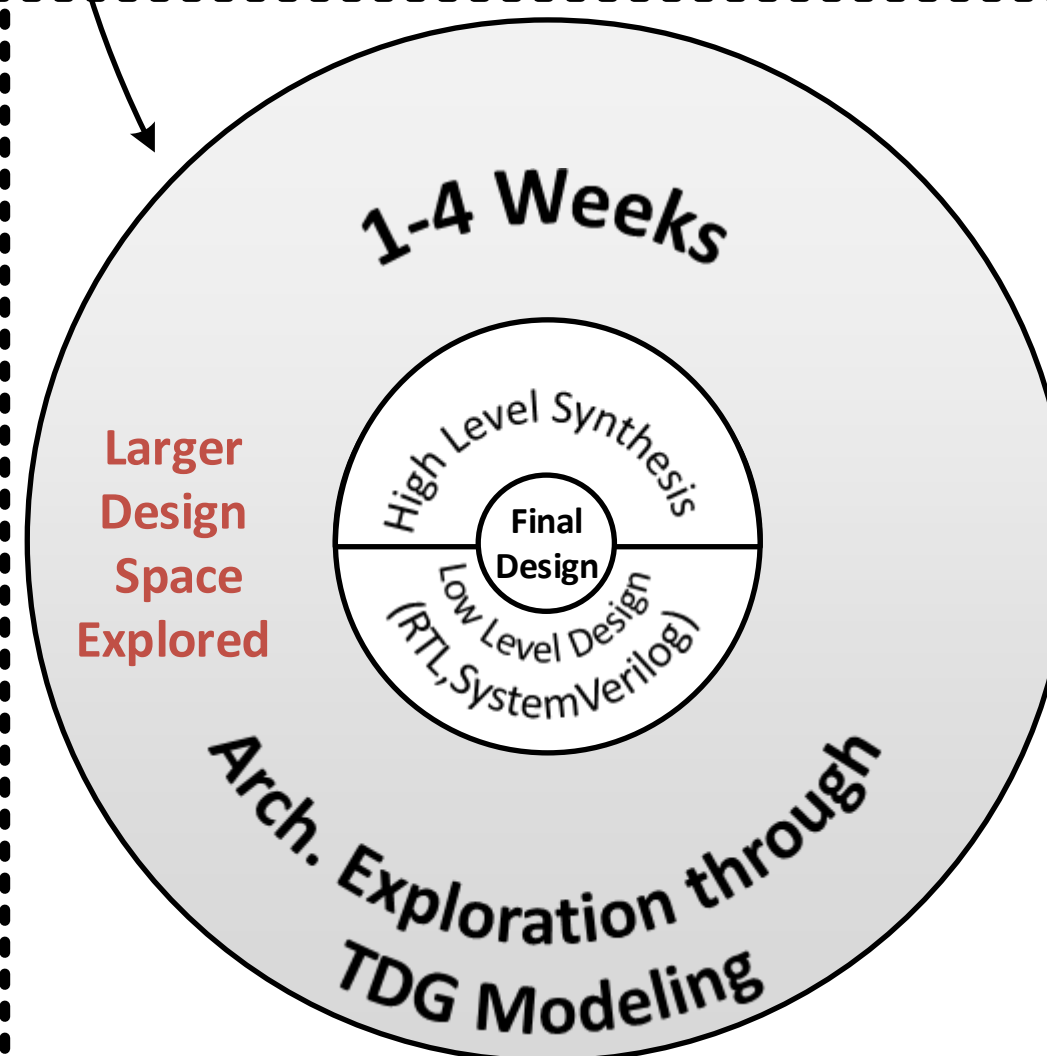 1-4 Weeks
High Level Synthesis
Larger
Design
Space
Explored
Final
Design
Low Level Design
(RTL,SystemVerilog)
Arch. Exploration through
TDG Modeling